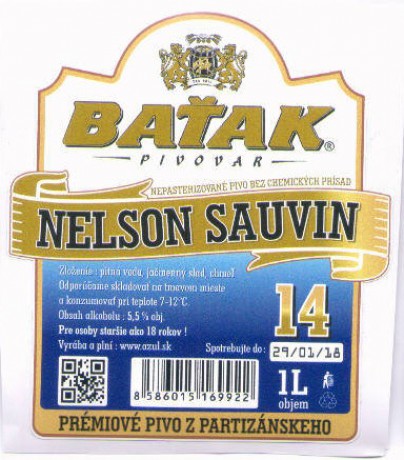 BAŤAK®
PIVOVAR
NEPASTERIZOVANÉ PIVO BEZ CHEMICKÝCH PRÍSAD
NELSON SAUVIN
Zloženie : pitná voda, jačmenný slad, chmeľ
Odporúčame skladovať na tmavom mieste
a konzumovať pri teplote 7-12°C.
Obsah alkoholu : 5,5 % obj.
Pre osoby staršie ako 18 rokov !
Vyrába a plní : www.azul.sk
14
Spotrebujte do :
29/01/18
8 586015 169922
1L
objem
PRÉMIOVÉ PIVO Z PARTIZÁNSKEHO